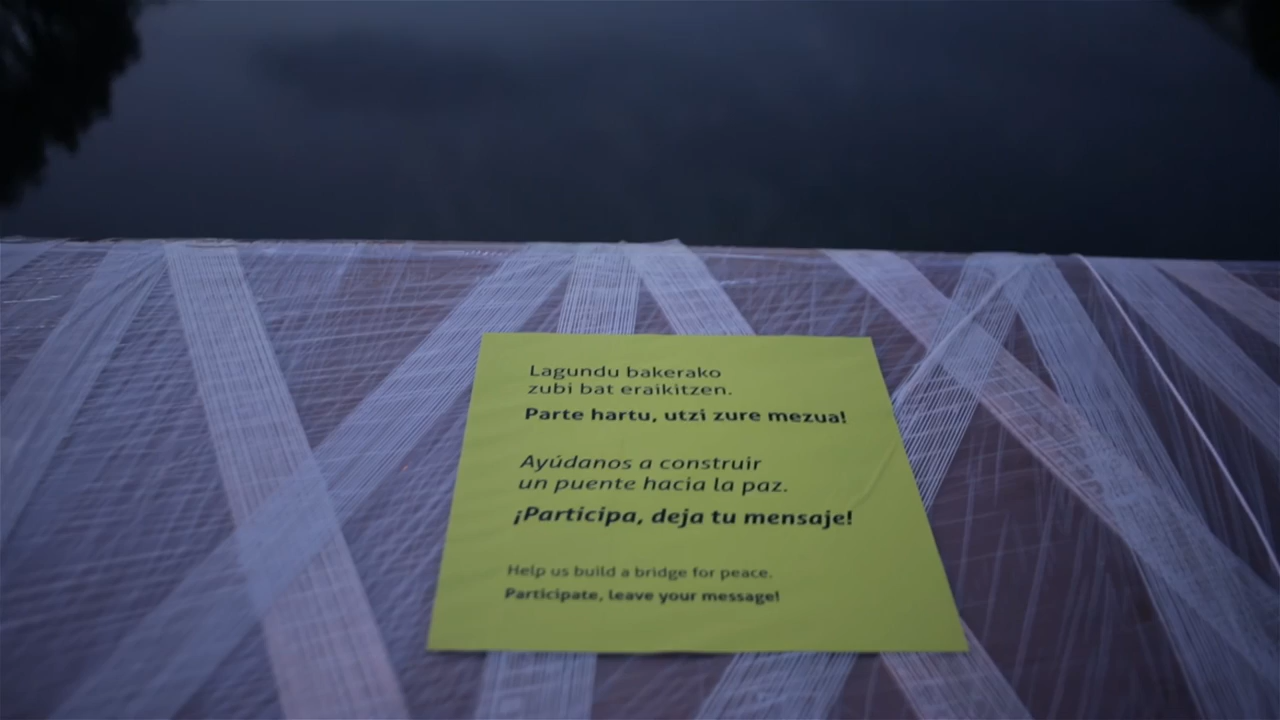 Lagundu bakerako
zubi bat eraikitzen.
Parte hartu, utzi zure mezua!
Ayúdanos a construir
un puente hacia la paz.
¡Participa, deja tu mensaje!
Help us build a bridge for peace.
Participate, leave your message!